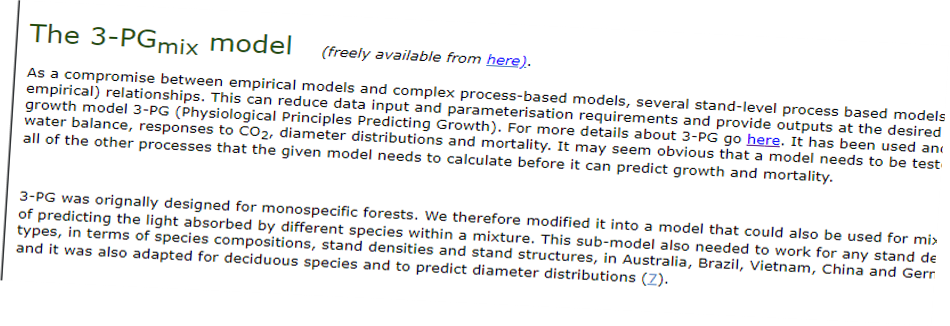 The 3-PGmix model (freely available from here).
As a compromise between empirical models and complex process-based models, several stand-level process based models
empirical) relationships. This can reduce data input and parameterisation requirements and provide outputs at the desired
growth model 3-PG (Physiological Principles Predicting Growth). For more details about 3-PG go here. It has been used and
water balance, responses to CO2, diameter distributions and mortality. It may seem obvious that a model needs to be test
all of the other processes that the given model needs to calculate before it can predict growth and mortality.
3-PG was orignally designed for monospecific forests. We therefore modified it into a model that could also be used for mix
of predicting the light absorbed by different species within a mixture. This sub-model also needed to work for any stand de
types, in terms of species compositions, stand densities and stand structures, in Australia, Brazil, Vietnam, China and Germ
and it was also adapted for deciduous species and to predict diameter distributions (7).